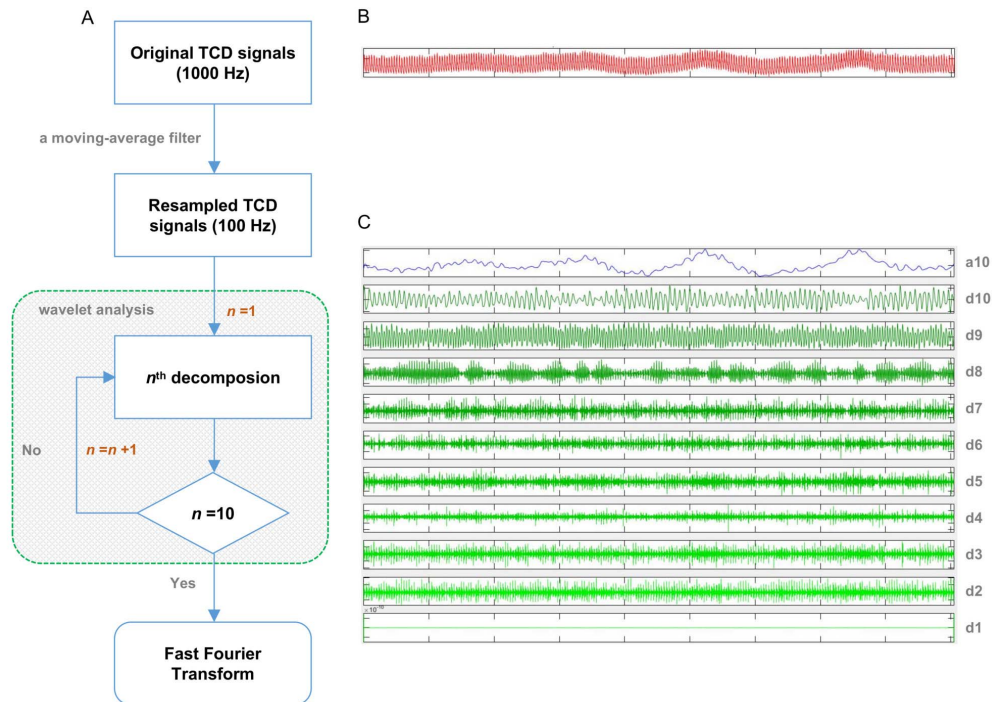 A
Original TCD signals
(1000 Hz)
a moving-average filter
Resampled TCD
signals (100 Hz)
wavelet analysis
n =1
nth decomposion
No
n =n +1
n =10
Yes
Fast Fourier
Transform
B
C
a10
d10
d9
d8
d7
d6
d5
d4
d3
d2
d1